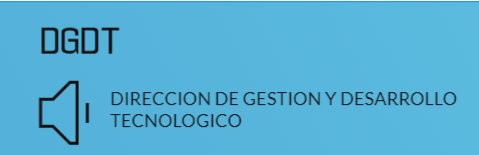 DGDT
DIRECCION DE GESTION Y DESARROLLO
TECNOLOGICO